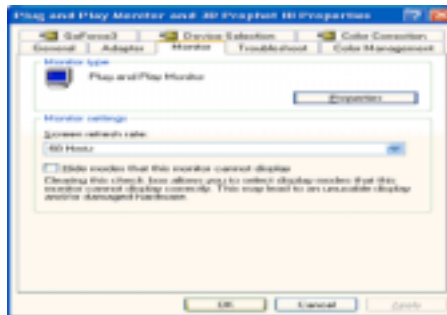 Plug and Play Monitor and 3D Prophet III Properties
GeForce3 Device Selection Color Correction
General Adapter Monitor Troubleshoot Color Management
Monitor type
Plug and Play Monitor
Properties
Monitor settings
Screen refresh rate:
60 Hertz
Hide modes that this monitor cannot display
Clearing this check box allows you to select display modes that this
monitor cannot display correctly. This may lead to an unusable display
and/or damaged hardware.
OK Cancel Apply